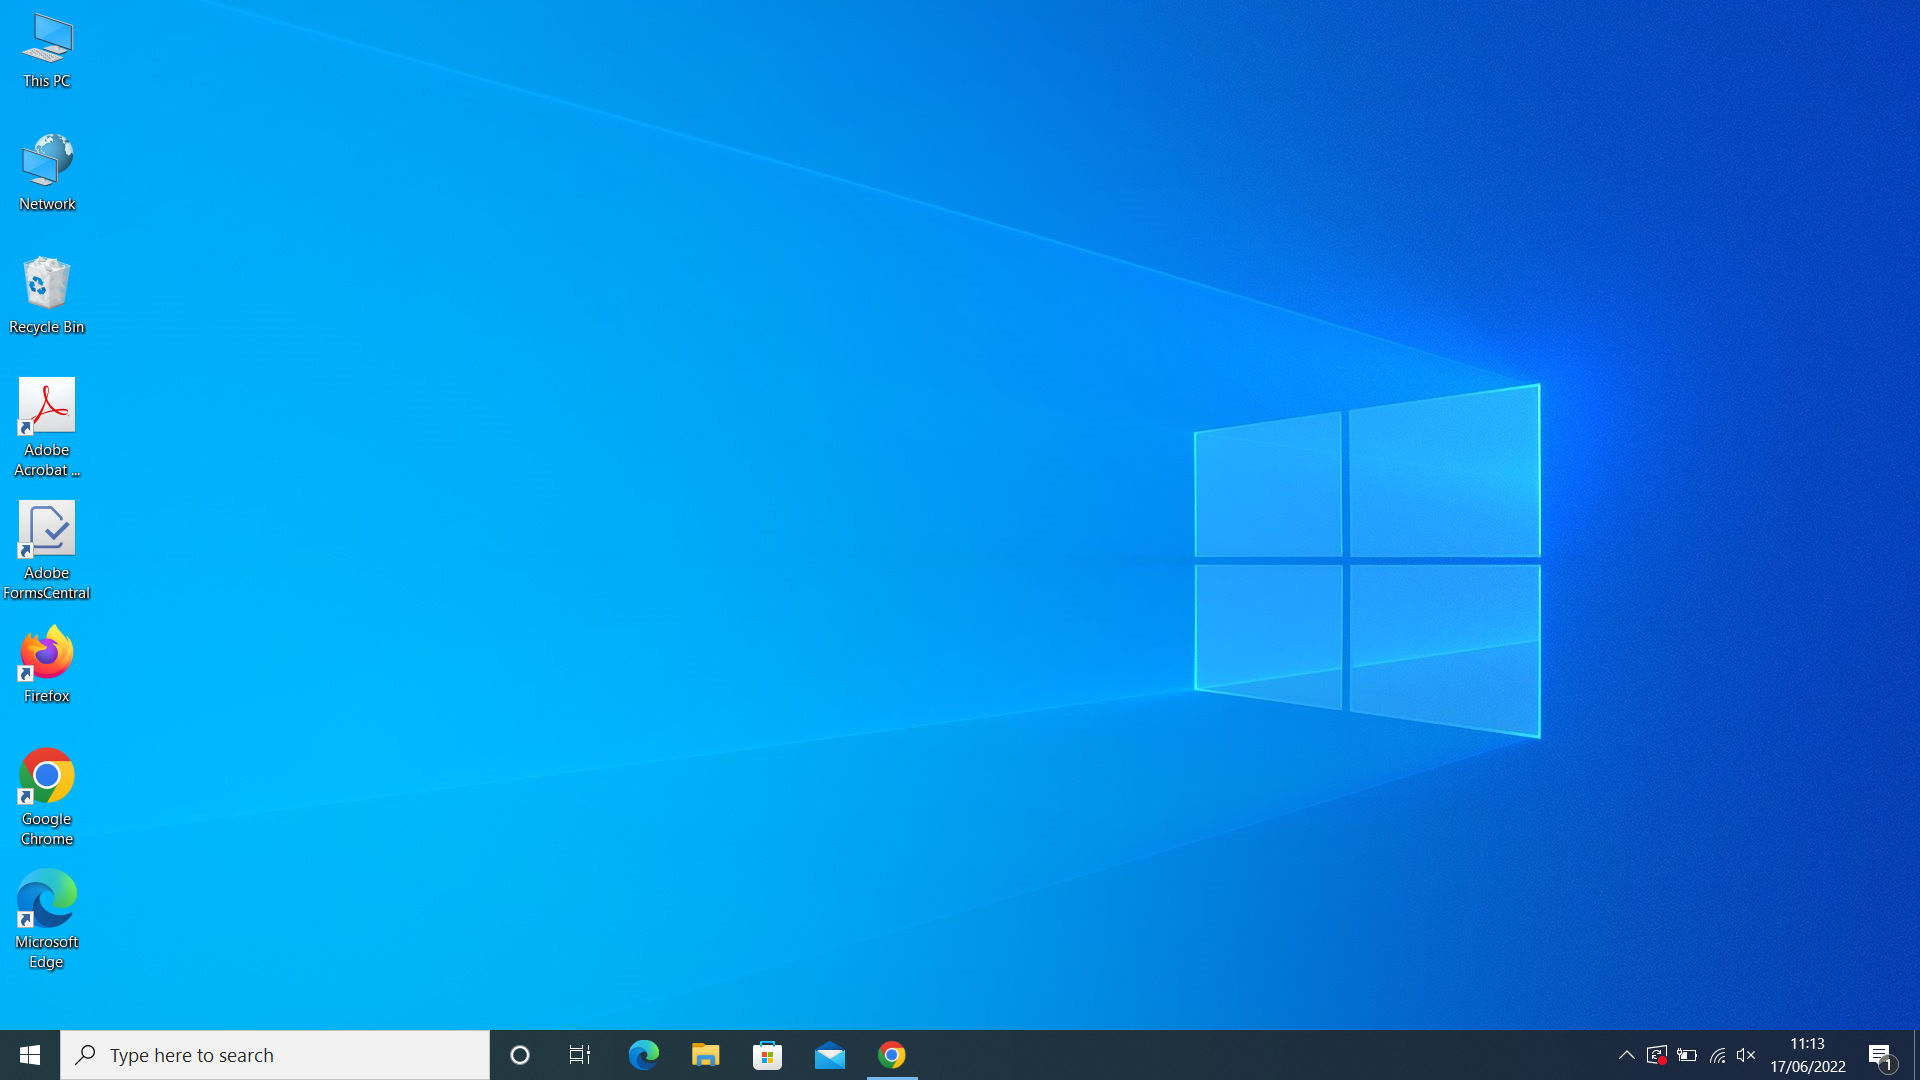 This PC
Network
Recycle Bin
Adobe
Acrobat ...
Adobe
FormsCentral
Firefox
Google
Chrome
Microsoft
Edge
Type here to search
11:13
17/06/2022
1